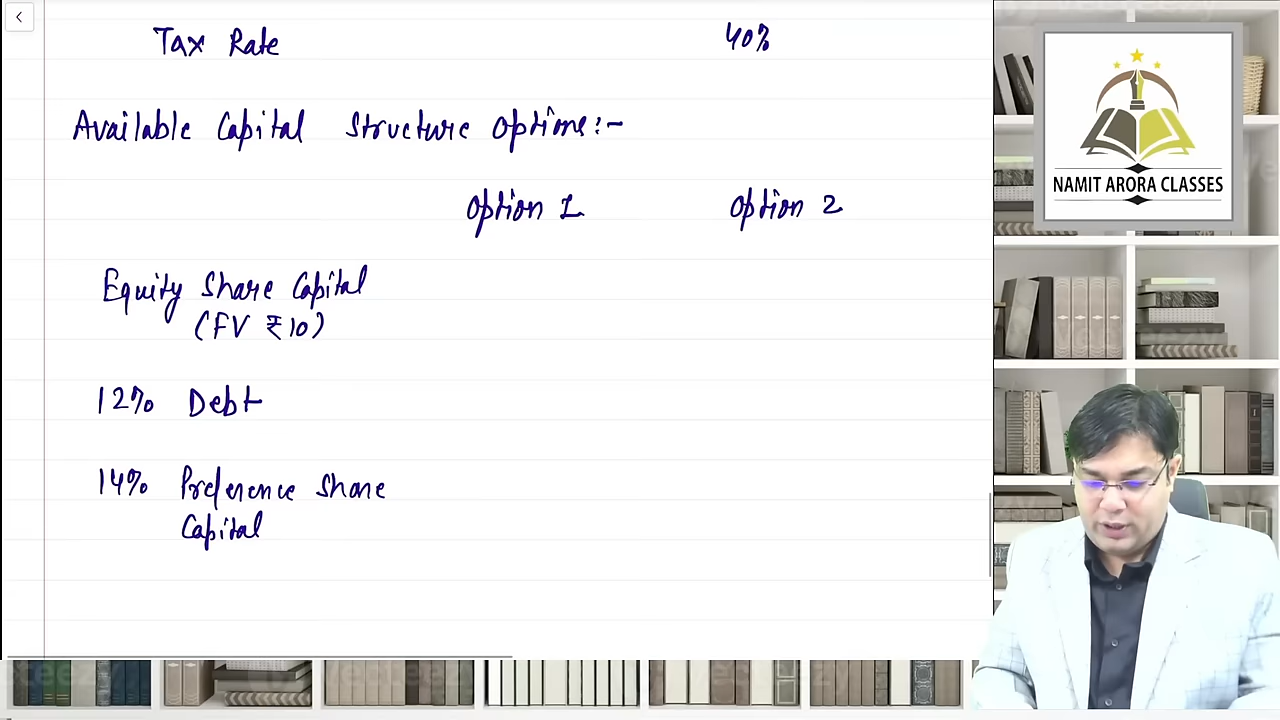 Tax Rate 40%
Available Capital Structure Options:-
Option 1 Option 2
Equity Share Capital
(FV ₹10)
12% Debt
14% Preference Share
Capital
NAMIT ARORA CLASSES